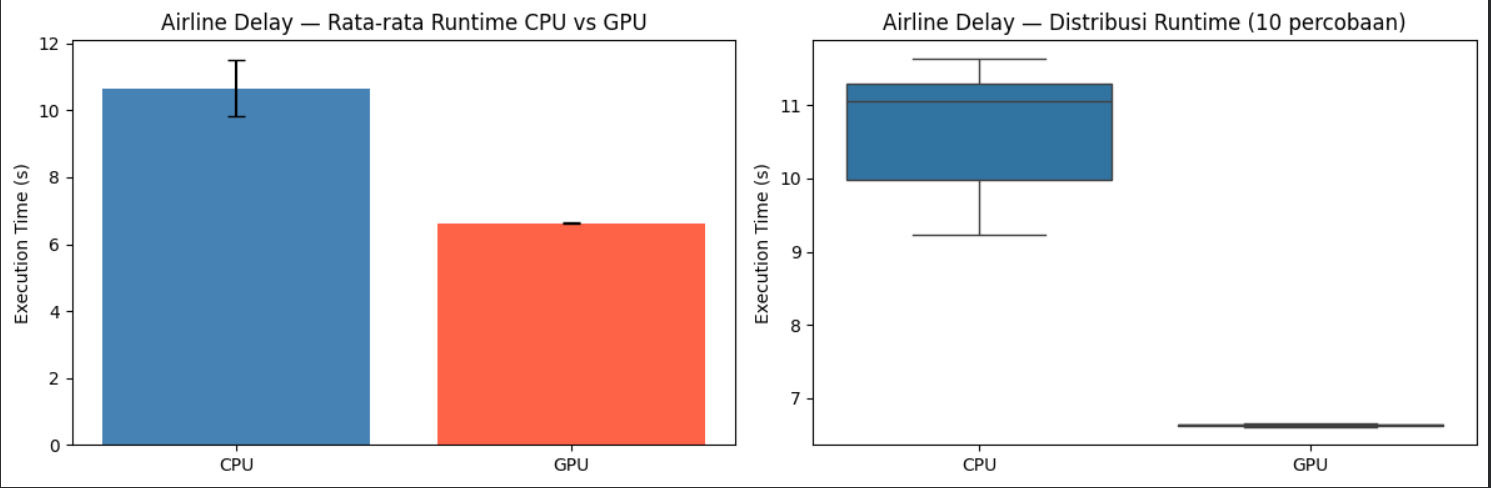 Airline Delay — Rata-rata Runtime CPU vs GPU
Execution Time (s)
12
10
8
6
4
2
0
CPU
GPU
Airline Delay — Distribusi Runtime (10 percobaan)
Execution Time (s)
11
10
9
8
7
CPU
GPU